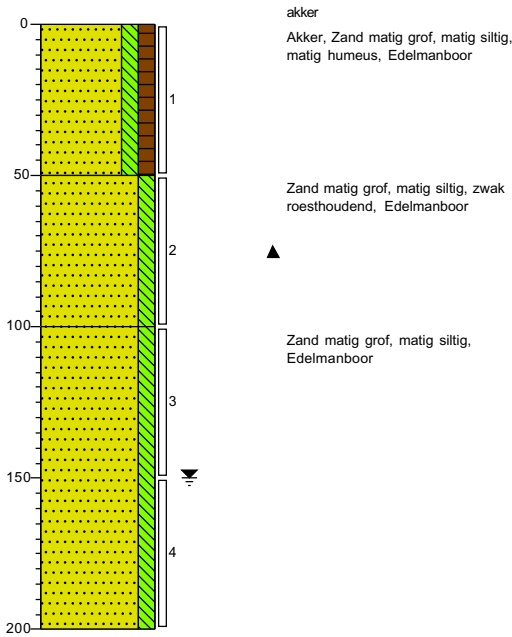 akker
0
Akker, Zand matig grof, matig siltig,
matig humeus, Edelmanboor
1
50
Zand matig grof, matig siltig, zwak
roesthoudend, Edelmanboor
2
100
Zand matig grof, matig siltig,
Edelmanboor
3
150
4
200